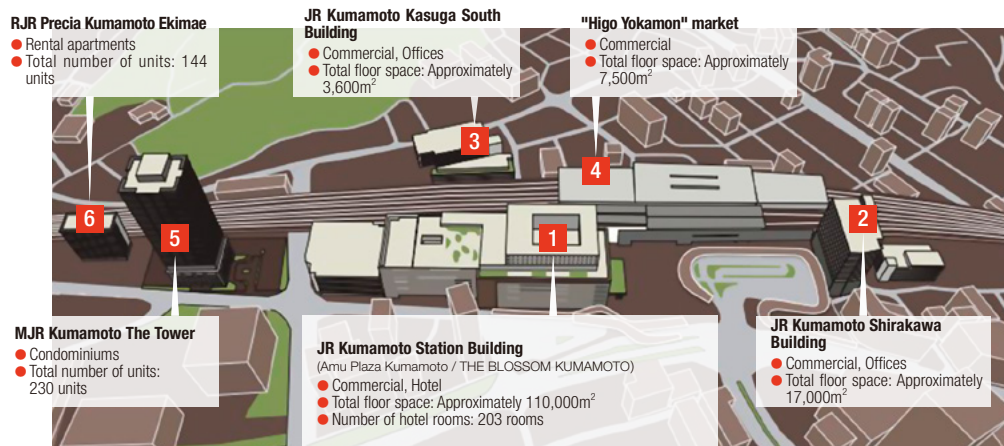 RJR Precia Kumamoto Ekimae
● Rental apartments
● Total number of units: 144
units
JR Kumamoto Kasuga South
Building
● Commercial, Offices
● Total floor space: Approximately
3,600m²
"Higo Yokamon" market
● Commercial
● Total floor space: Approximately
7,500m²
3
4
6
5
1
2
MJR Kumamoto The Tower
● Condominiums
● Total number of units:
230 units
JR Kumamoto Station Building
(Amu Plaza Kumamoto / THE BLOSSOM KUMAMOTO)
● Commercial, Hotel
● Total floor space: Approximately 110,000m²
● Number of hotel rooms: 203 rooms
JR Kumamoto Shirakawa
Building
● Commercial, Offices
● Total floor space: Approximately
17,000m²